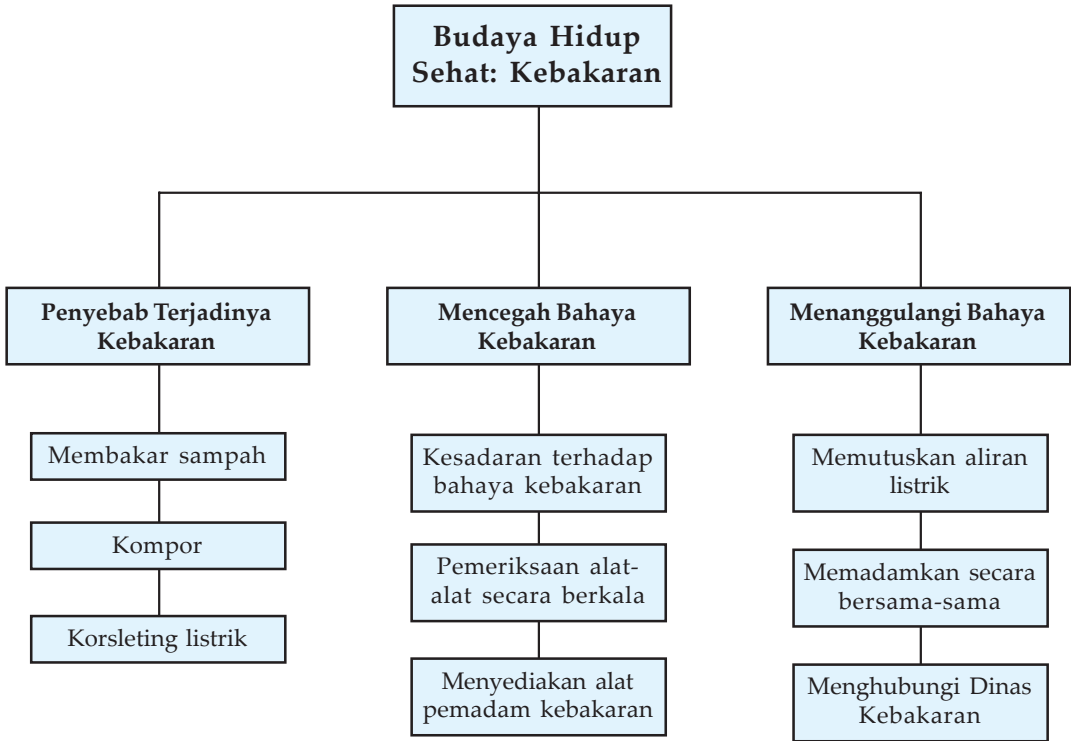 Budaya Hidup
Sehat: Kebakaran
Penyebab Terjadinya
Kebakaran
Membakar sampah
Kompor
Korsleting listrik
Mencegah Bahaya
Kebakaran
Kesadaran terhadap
bahaya kebakaran
Pemeriksaan alat-
alat secara berkala
Menyediakan alat
pemadam kebakaran
Menanggulangi Bahaya
Kebakaran
Memutuskan aliran
listrik
Memadamkan secara
bersama-sama
Menghubungi Dinas
Kebakaran